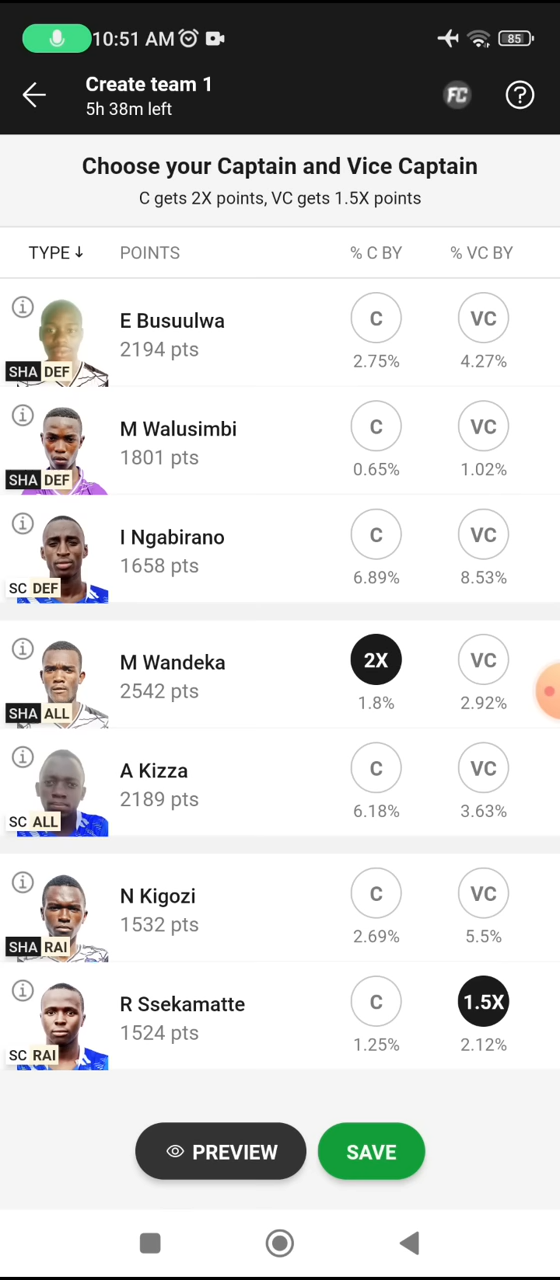 10:51 AM 85
Create team 1
5h 38m left
FC ?
Choose your Captain and Vice Captain
C gets 2X points, VC gets 1.5X points
TYPE ↓ POINTS % C BY % VC BY
E Busuulwa C VC
2194 pts 2.75% 4.27%
SHA DEF
M Walusimbi C VC
1801 pts 0.65% 1.02%
SHA DEF
I Ngabirano C VC
1658 pts 6.89% 8.53%
SC DEF
M Wandeka 2X VC
2542 pts 1.8% 2.92%
SHA ALL
A Kizza C VC
2189 pts 6.18% 3.63%
SC ALL
N Kigozi C VC
1532 pts 2.69% 5.5%
SHA RAI
R Ssekamatte C 1.5X
1524 pts 1.25% 2.12%
SC RAI
PREVIEW SAVE